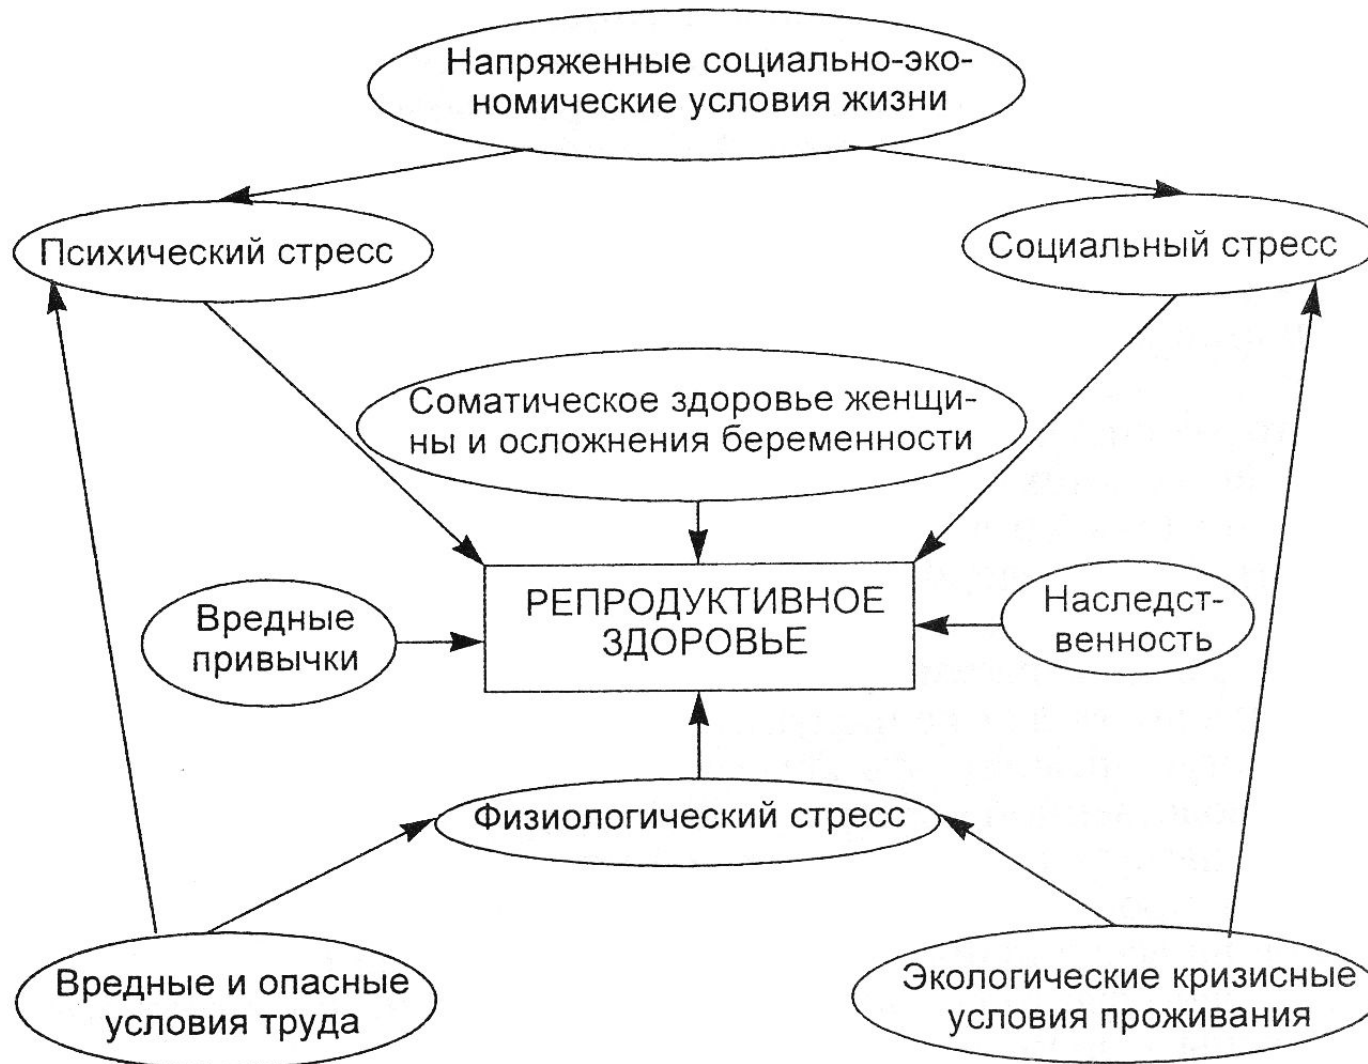 Напряженные социально-эко-
номические условия жизни
Психический стресс
Социальный стресс
Соматическое здоровье женщи-
ны и осложнения беременности
РЕПРОДУКТИВНОЕ
ЗДОРОВЬЕ
Вредные
привычки
Наследст-
венность
Физиологический стресс
Вредные и опасные
условия труда
Экологические кризисные
условия проживания